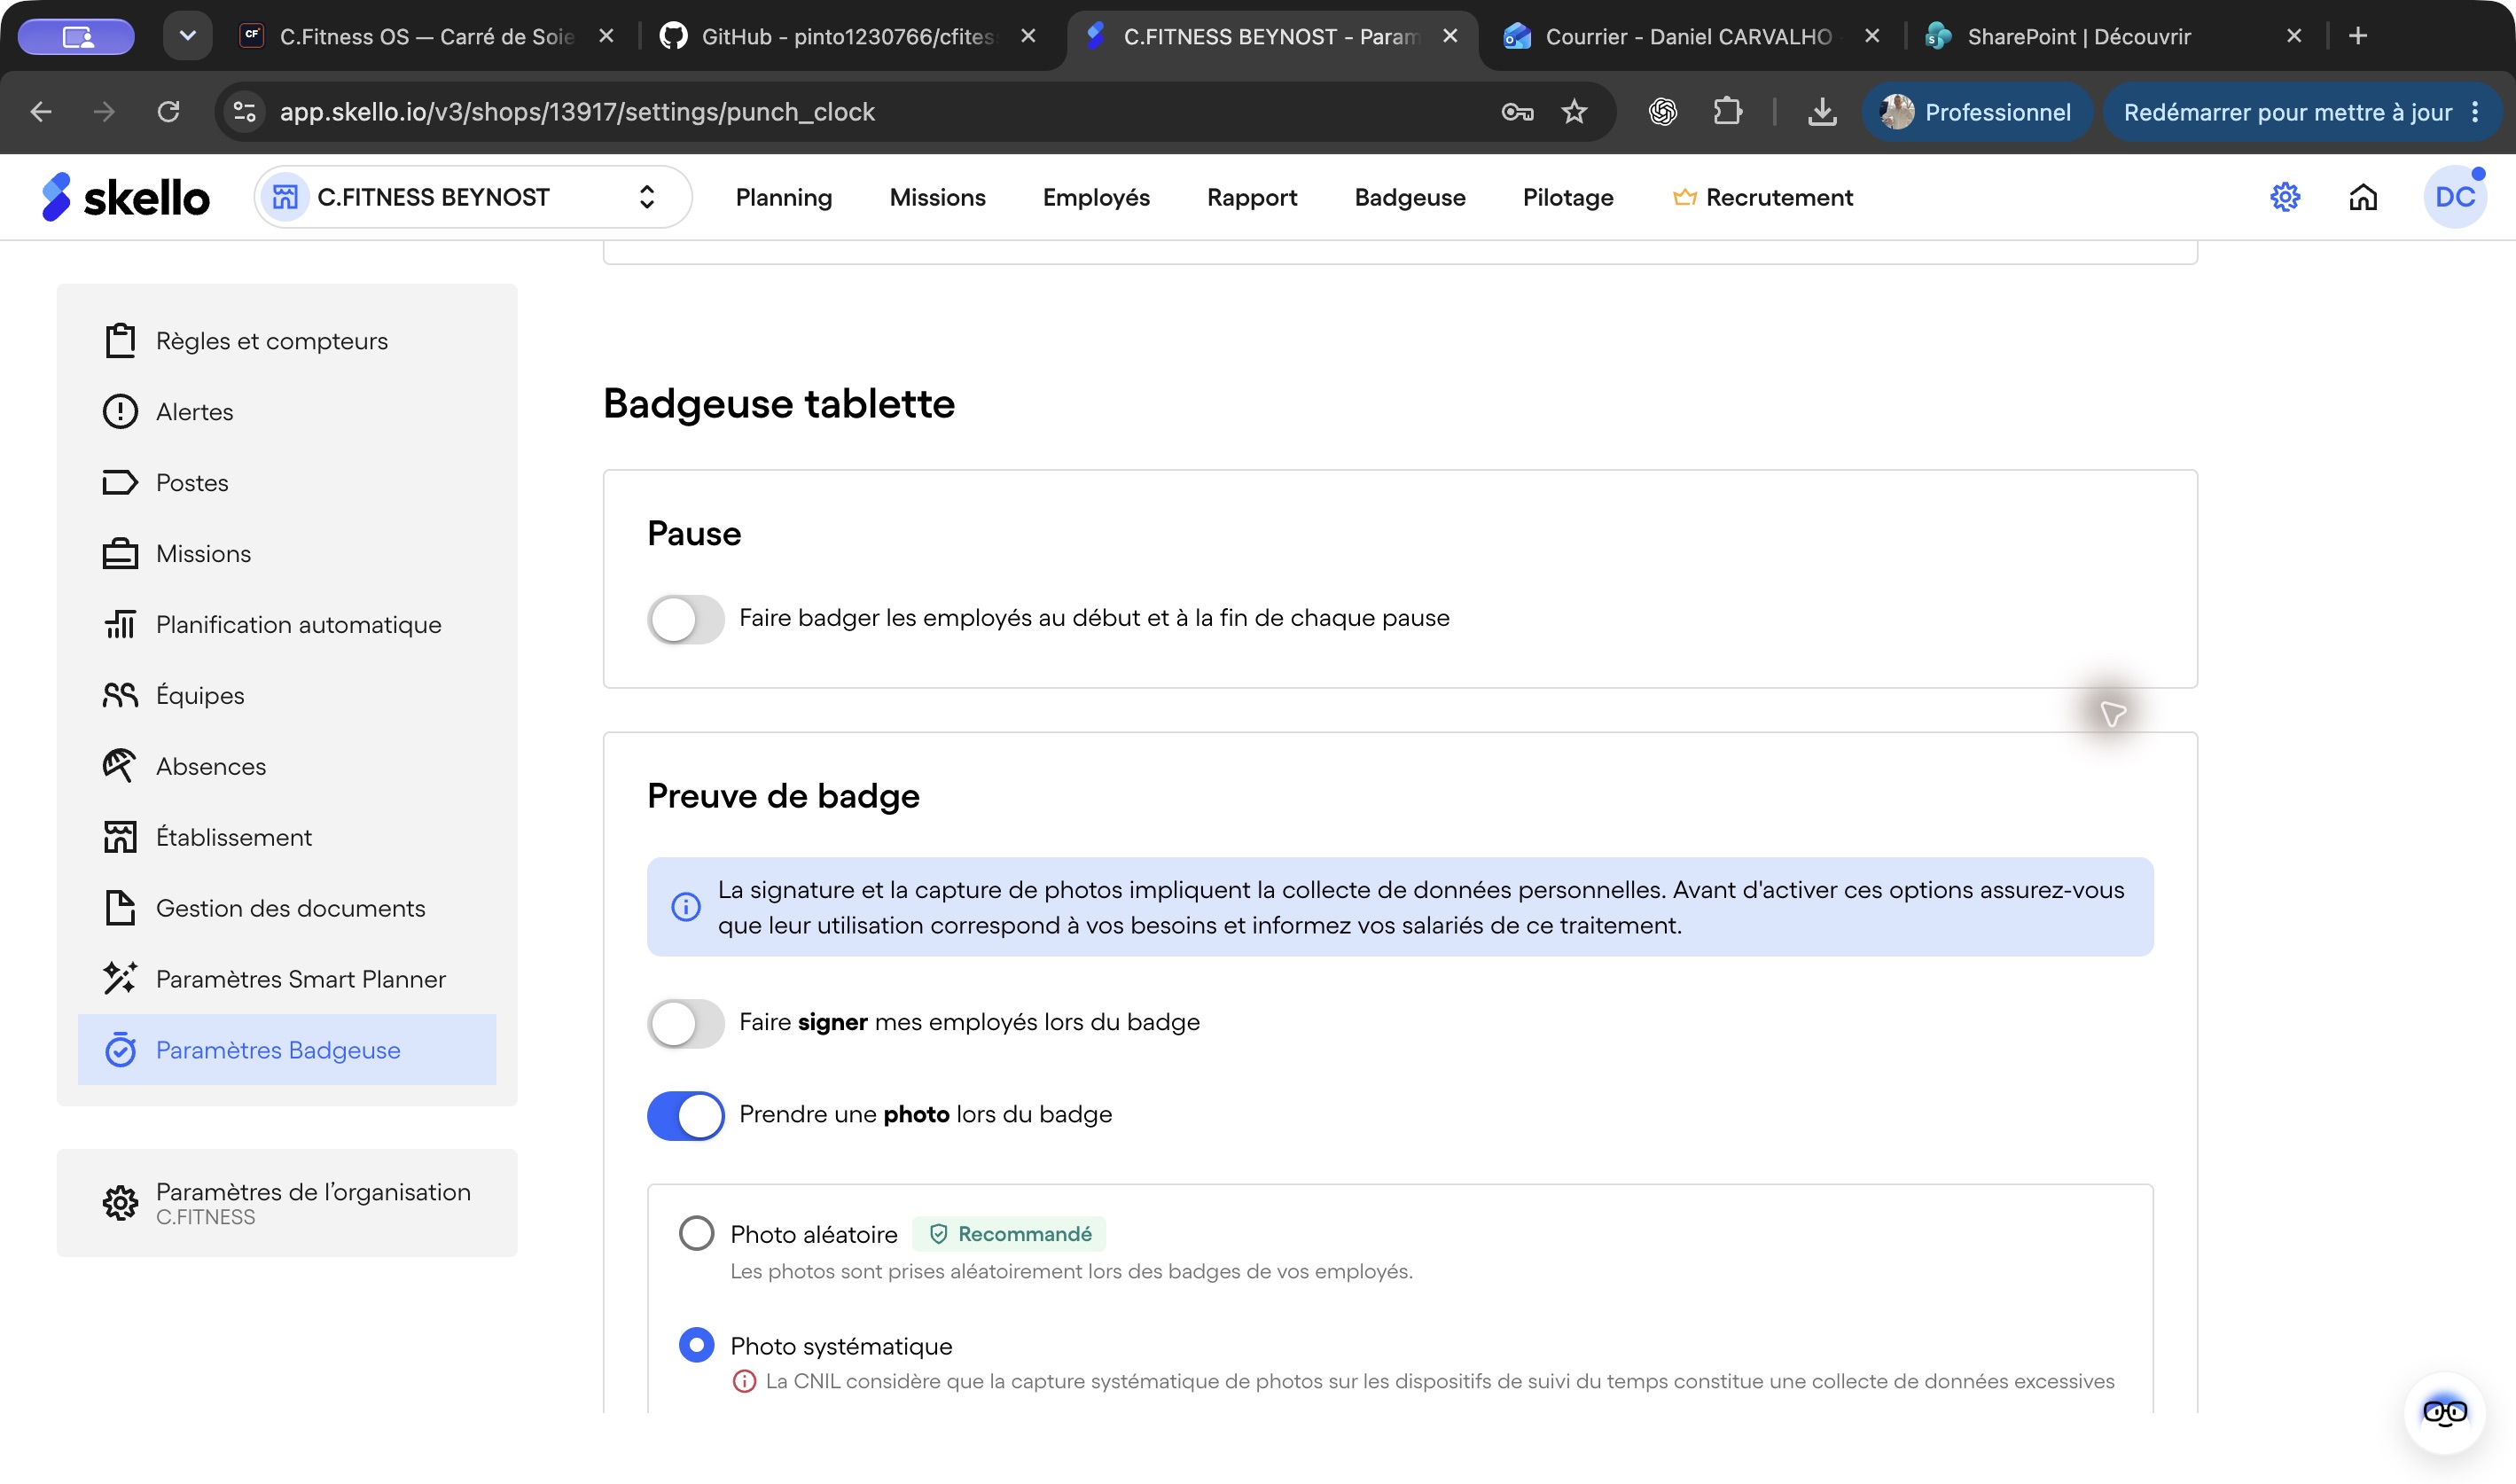 C.Fitness OS — Carré de Soie
GitHub - pinto1230766/cfites
C.FITNESS BEYNOST - Param
Courrier - Daniel CARVALHO
SharePoint | Découvrir
app.skello.io/v3/shops/13917/settings/punch_clock
Professionnel
Redémarrer pour mettre à jour
skello
C.FITNESS BEYNOST
Planning
Missions
Employés
Rapport
Badgeuse
Pilotage
Recrutement
DC
Règles et compteurs
Alertes
Postes
Missions
Planification automatique
Équipes
Absences
Établissement
Gestion des documents
Paramètres Smart Planner
Paramètres Badgeuse
Paramètres de l’organisation
C.FITNESS
Badgeuse tablette
Pause
Faire badger les employés au début et à la fin de chaque pause
Preuve de badge
La signature et la capture de photos impliquent la collecte de données personnelles. Avant d'activer ces options assurez-vous
que leur utilisation correspond à vos besoins et informez vos salariés de ce traitement.
Faire signer mes employés lors du badge
Prendre une photo lors du badge
Photo aléatoire
Recommandé
Les photos sont prises aléatoirement lors des badges de vos employés.
Photo systématique
La CNIL considère que la capture systématique de photos sur les dispositifs de suivi du temps constitue une collecte de données excessives